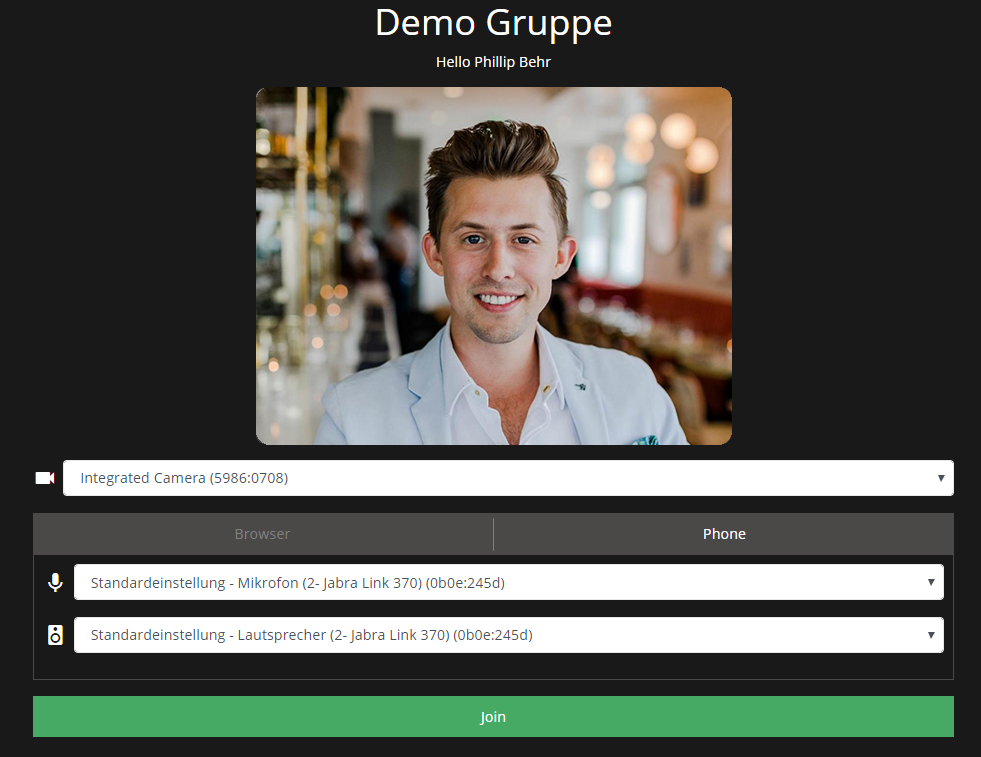 Demo Gruppe
Hello Phillip Behr
Integrated Camera (5986:0708)
Browser
Phone
Standardeinstellung - Mikrofon (2- Jabra Link 370) (0b0e:245d)
Standardeinstellung - Lautsprecher (2- Jabra Link 370) (0b0e:245d)
Join